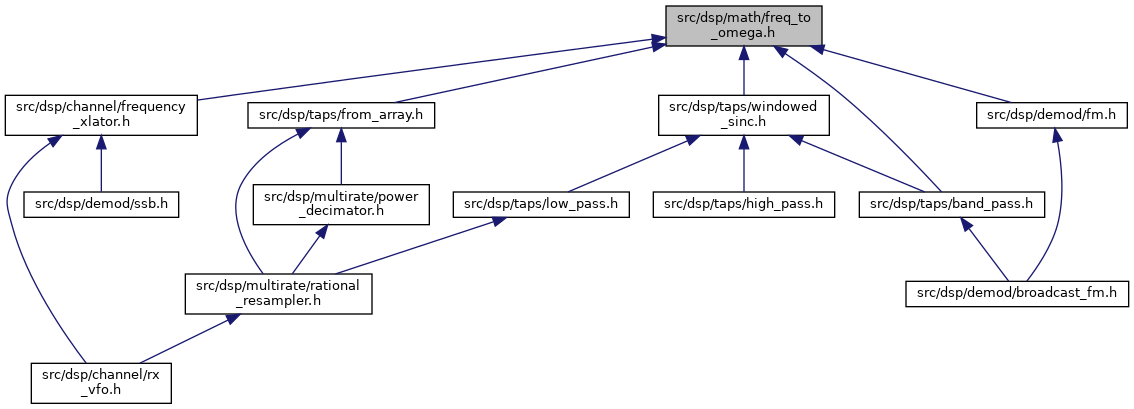 src/dsp/math/freq_to
_omega.h
src/dsp/channel/frequency
_xlator.h
src/dsp/taps/from_array.h
src/dsp/taps/windowed
_sinc.h
src/dsp/demod/fm.h
src/dsp/demod/ssb.h
src/dsp/multirate/power
_decimator.h
src/dsp/taps/low_pass.h
src/dsp/taps/high_pass.h
src/dsp/taps/band_pass.h
src/dsp/multirate/rational
_resampler.h
src/dsp/demod/broadcast_fm.h
src/dsp/channel/rx
_vfo.h